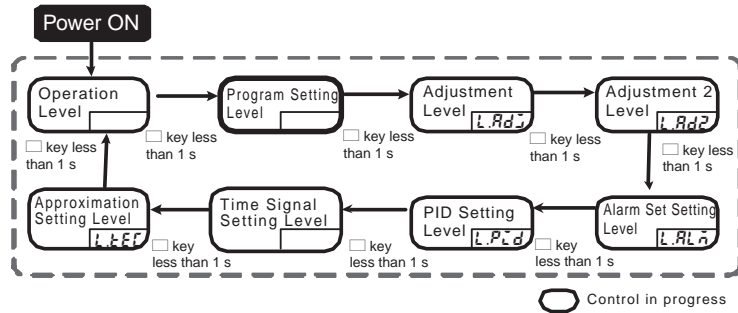 Power ON
Operation
Level
Program Setting
Level
Adjustment
Level
L.AdJ
Adjustment 2
Level
L.Ad2
key less
than 1 s
key less
than 1 s
key less
than 1 s
key less
than 1 s
key less
than 1 s
Approximation
Setting Level
L.tEC
Time Signal
Setting Level
PID Setting
Level
L.Pid
Alarm Set Setting
Level
L.ALM
key
less than 1 s
key
less than 1 s
key
less than 1 s
Control in progress